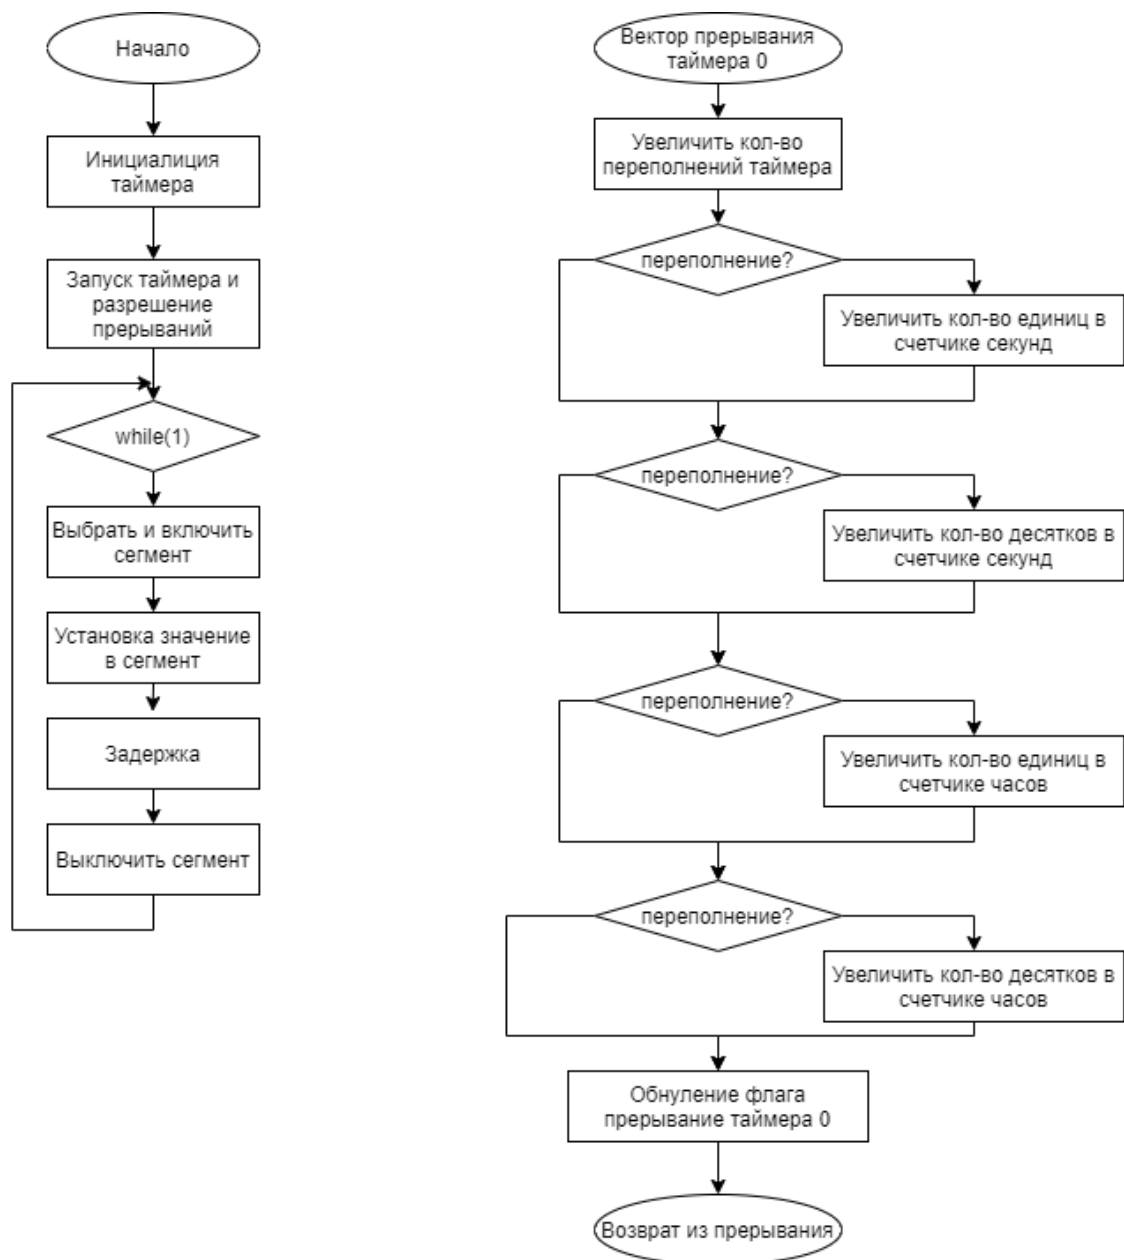 Начало
Инициалиция
таймера
Запуск таймера и
разрешение
прерываний
while(1)
Выбрать и включить
сегмент
Установка значение
в сегмент
Задержка
Выключить сегмент
Вектор прерывания
таймера 0
Увеличить кол-во
переполнений таймера
переполнение?
Увеличить кол-во единиц в
счетчике секунд
переполнение?
Увеличить кол-во десятков в
счетчике секунд
переполнение?
Увеличить кол-во единиц в
счетчике часов
переполнение?
Увеличить кол-во десятков в
счетчике часов
Обнуление флага
прерывание таймера 0
Возврат из прерывания